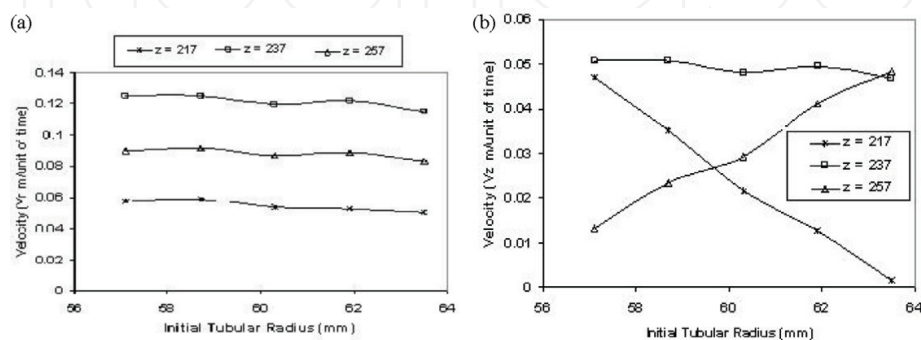 (a)
z = 217 z = 237 z = 257
0.14
0.12
0.1
0.08
0.06
0.04
0.02
0
Velocity (Vr m/unit of time)
56 58 60 62 64
Initial Tubular Radius (mm)
(b)
0.06
0.05
0.04
0.03
0.02
0.01
0
Velocity (Vz m/unit of time)
z = 217
z = 237
z = 257
56 58 60 62 64
Initial Tubular Radius (mm)